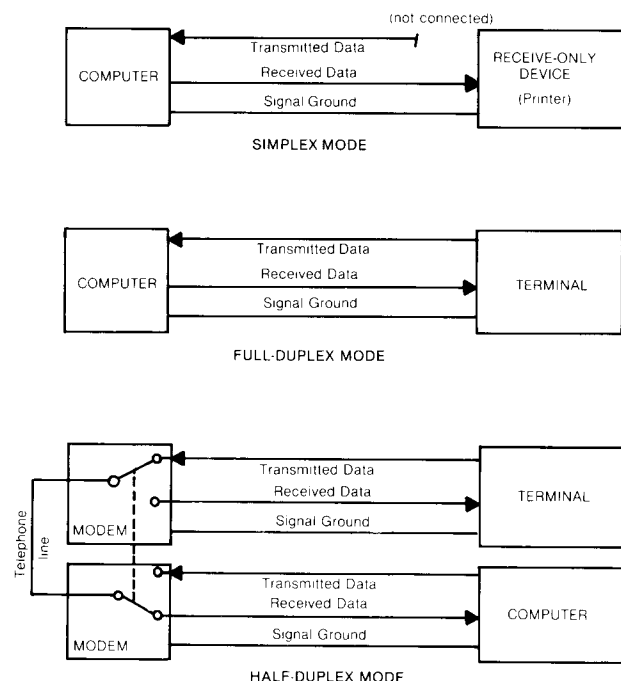 (not connected)
Transmitted Data
COMPUTER
Received Data
Signal Ground
RECEIVE-ONLY
DEVICE
(Printer)
SIMPLEX MODE
Transmitted Data
COMPUTER
Received Data
Signal Ground
TERMINAL
FULL-DUPLEX MODE
Telephone
line
MODEM
Transmitted Data
Received Data
Signal Ground
TERMINAL
MODEM
Transmitted Data
Received Data
Signal Ground
COMPUTER
HALF-DUPLEX MODE